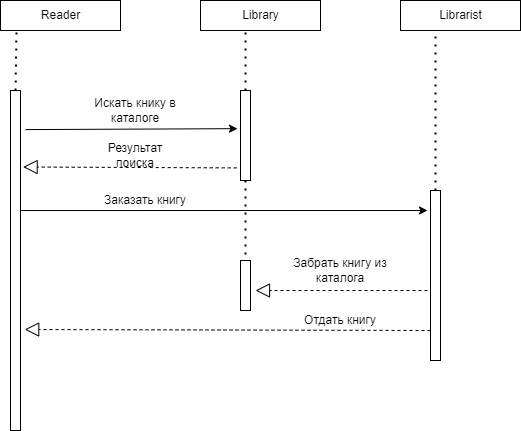 Reader
Library
Librarist
Искать книку в
каталоге
Результат
поиска
Заказать книгу
Забрать книгу из
каталога
Отдать книгу